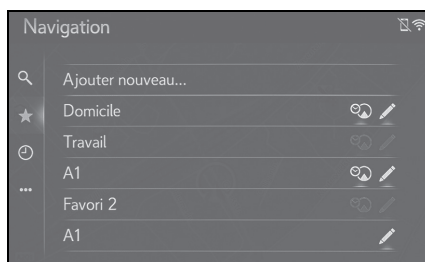 Navigation
Ajouter nouveau...
Domicile
Travail
A1
Favori 2
A1